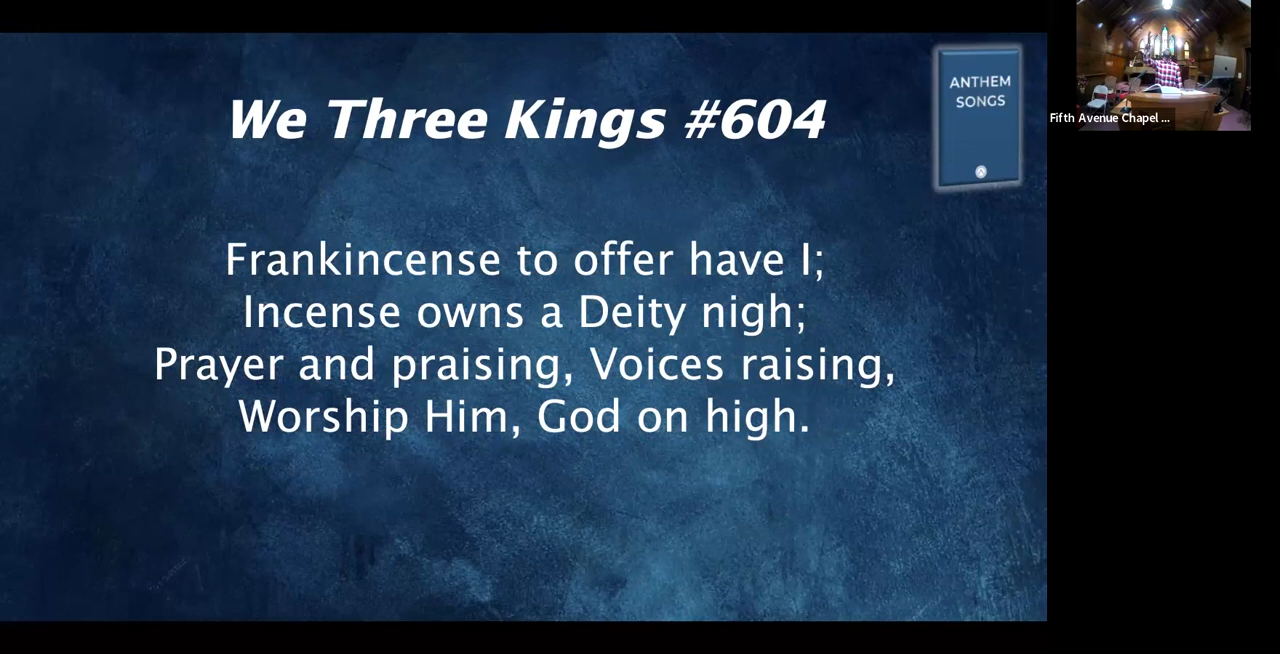 We Three Kings #604
ANTHEM
SONGS
Frankincense to offer have I;
Incense owns a Deity nigh;
Prayer and praising, Voices raising,
Worship Him, God on high.
Fifth Avenue Chapel ...